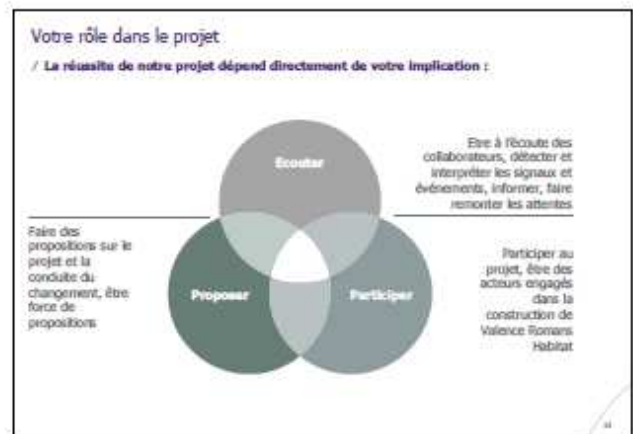 Votre rôle dans le projet
/ La réussite de notre projet dépend directement de votre implication :
Ecouter
Etre à l'écoute des
collaborateurs, détecter et
interpréter les signaux et
événements, informer, faire
remonter les attentes
Faire des
propositions sur le
projet et la
conduite du
changement, être
force de
propositions
Proposer
Participer
Participer au
projet, être des
acteurs engagés
dans la
construction de
Valence Romans
Habitat